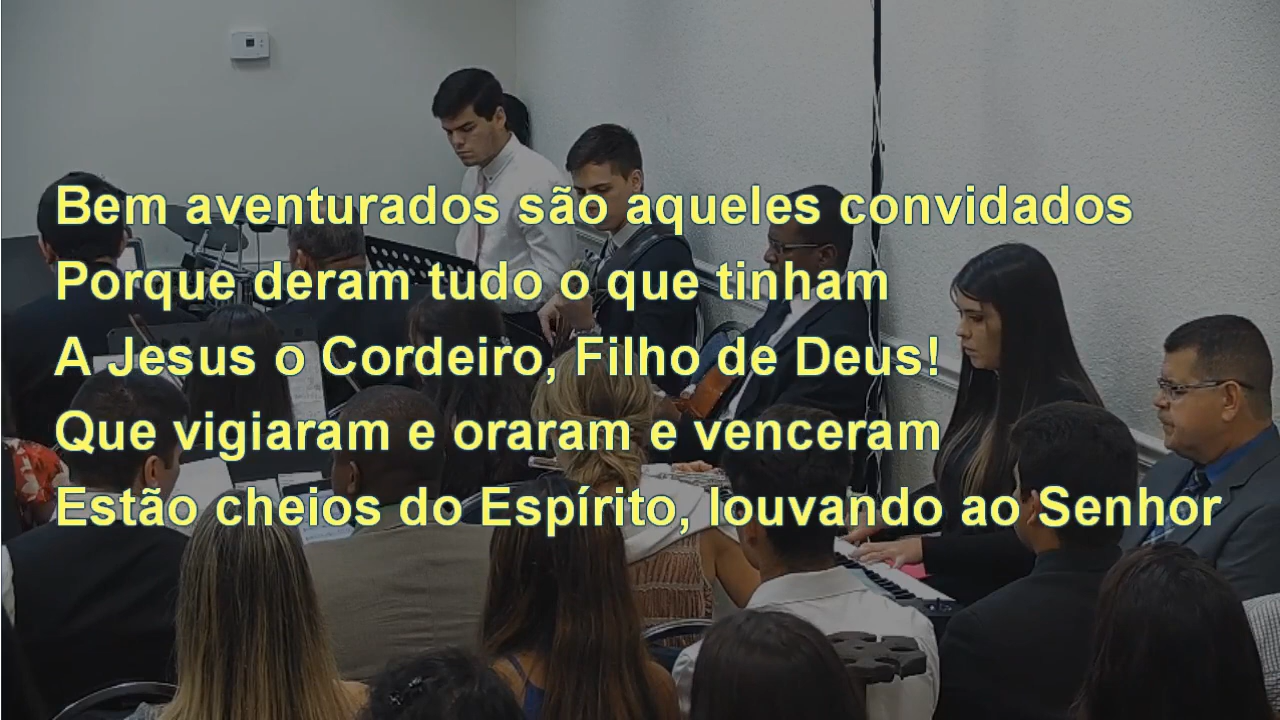 Bem aventurados são aqueles convidados
Porque deram tudo o que tinham
A Jesus o Cordeiro, Filho de Deus!
Que vigiaram e oraram e venceram
Estão cheios do Espírito, louvando ao Senhor